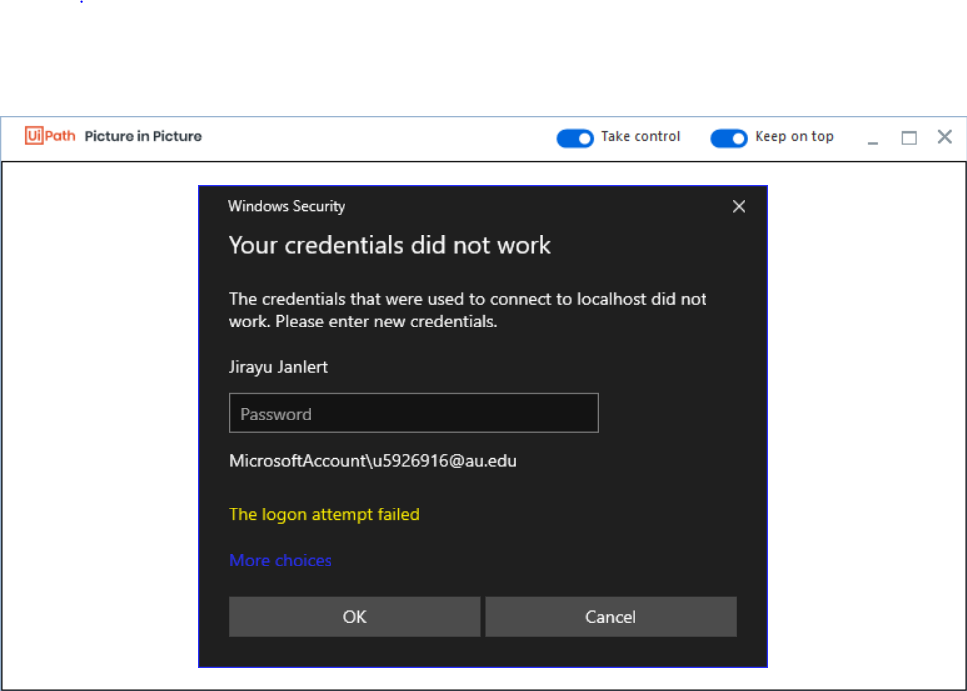 UiPath Picture in Picture Take control Keep on top
Windows Security
Your credentials did not work
The credentials that were used to connect to localhost did not
work. Please enter new credentials.
Jirayu Janlert
Password
MicrosoftAccount\u5926916@au.edu
The logon attempt failed
More choices
OK Cancel